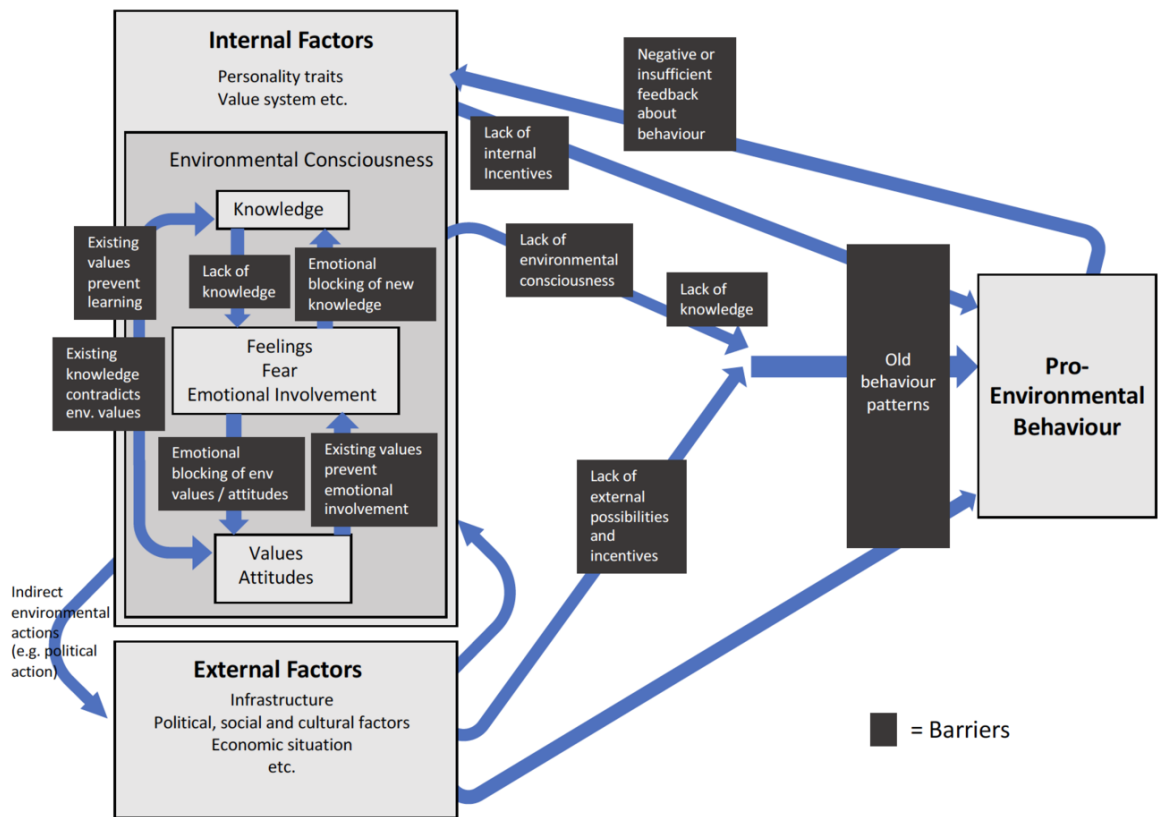 Internal Factors
Personality traits
Value system etc.
Environmental Consciousness
Knowledge
Existing
values
prevent
learning
Lack of
knowledge
Emotional
blocking of new
knowledge
Feelings
Fear
Emotional Involvement
Existing
knowledge
contradicts
env. values
Emotional
blocking of env
values / attitudes
Existing values
prevent
emotional
involvement
Values
Attitudes
Indirect
environmental
actions
(e.g. political
action)
External Factors
Infrastructure
Political, social and cultural factors
Economic situation
etc.
Negative or
insufficient
feedback
about
behaviour
Lack of
internal
Incentives
Lack of
environmental
consciousness
Lack of
knowledge
Lack of
external
possibilities
and
incentives
Old
behaviour
patterns
Pro-
Environmental
Behaviour
= Barriers